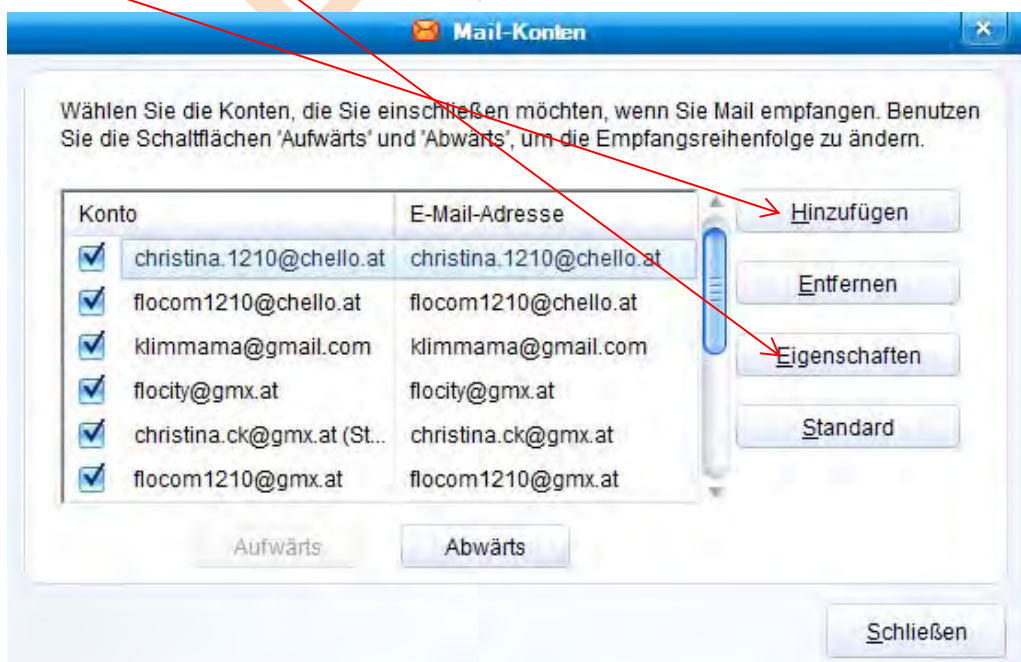 Mail-Konten
Wählen Sie die Konten, die Sie einschließen möchten, wenn Sie Mail empfangen. Benutzen
Sie die Schaltflächen 'Aufwärts' und 'Abwärts', um die Empfangsreihenfolge zu ändern.
Konto E-Mail-Adresse Hinzufügen
christina.1210@chello.at christina.1210@chello.at
flocom1210@chello.at flocom1210@chello.at Entfernen
klimmama@gmail.com klimmama@gmail.com Eigenschaften
flocity@gmx.at flocity@gmx.at
christina.ck@gmx.at (St... christina.ck@gmx.at Standard
flocom1210@gmx.at flocom1210@gmx.at
Aufwärts Abwärts
Schließen